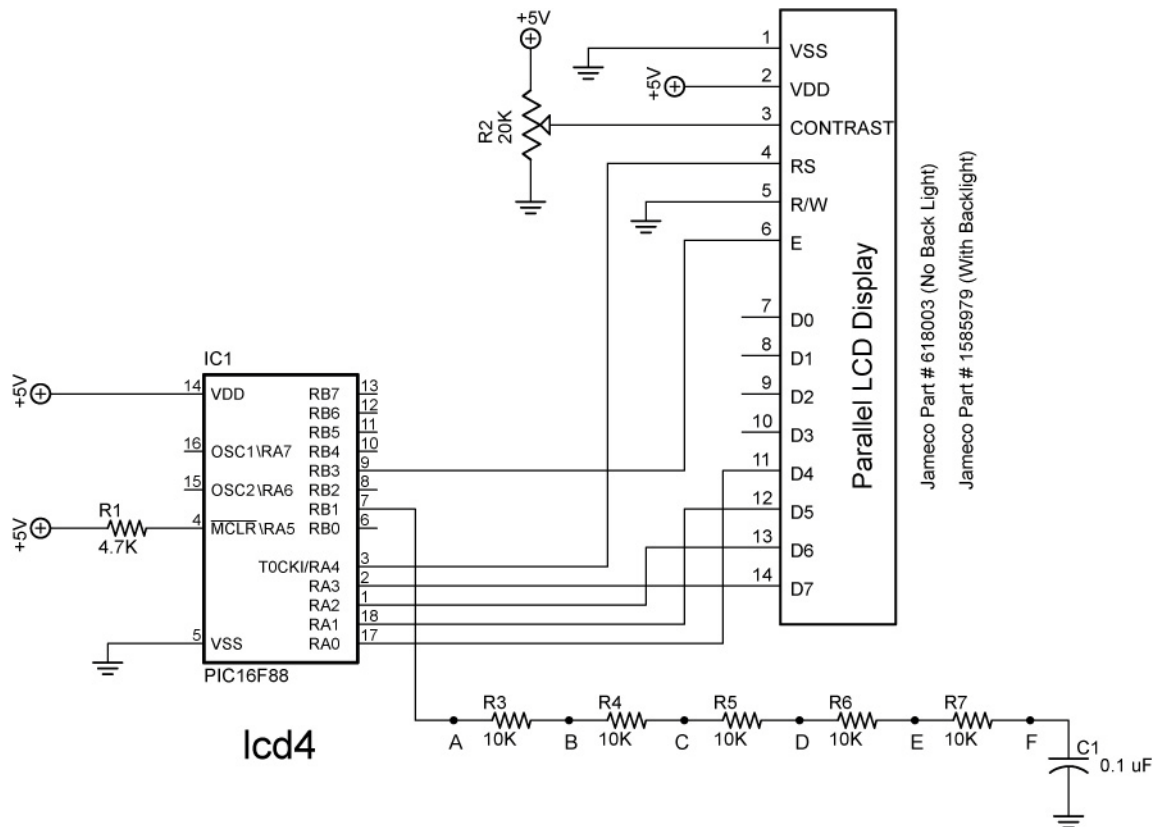 +5V
R2
20K
+5V
1
VSS
2
VDD
3
CONTRAST
4
RS
5
R/W
6
E
7
D0
8
D1
9
D2
10
D3
11
D4
12
D5
13
D6
14
D7
Parallel LCD Display
Jameco Part # 618003 (No Back Light)
Jameco Part # 1585979 (With Backlight)
IC1
+5V
14
VDD
16
OSC1\RA7
15
OSC2\RA6
+5V
R1
4.7K
4
MCLR\RA5
5
VSS
RB7
13
RB6
12
RB5
11
RB4
10
RB3
9
RB2
8
RB1
7
RB0
6
T0CKI/RA4
3
RA3
2
RA2
1
RA1
18
RA0
17
PIC16F88
lcd4
R3
10K
R4
10K
R5
10K
R6
10K
R7
10K
A
B
C
D
E
F
C1
0.1 uF